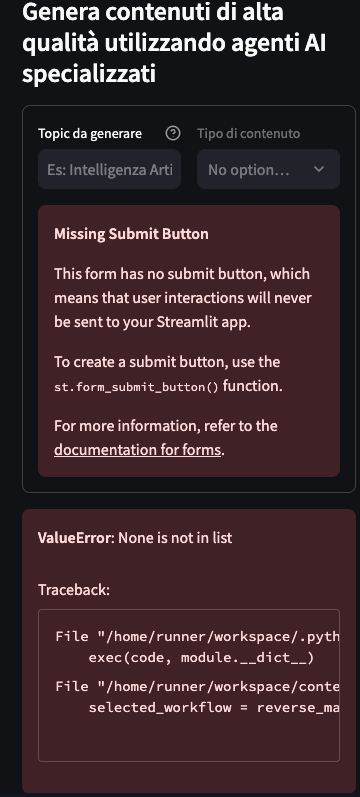 Genera contenuti di alta
qualità utilizzando agenti AI
specializzati
Topic da generare
Tipo di contenuto
Es: Intelligenza Arti
No option...
Missing Submit Button
This form has no submit button, which
means that user interactions will never
be sent to your Streamlit app.
To create a submit button, use the
st.form_submit_button() function.
For more information, refer to the
documentation for forms.
ValueError: None is not in list
Traceback:
File "/home/runner/workspace/.pyth
exec(code, module.__dict__)
File "/home/runner/workspace/conte
selected_workflow = reverse_ma